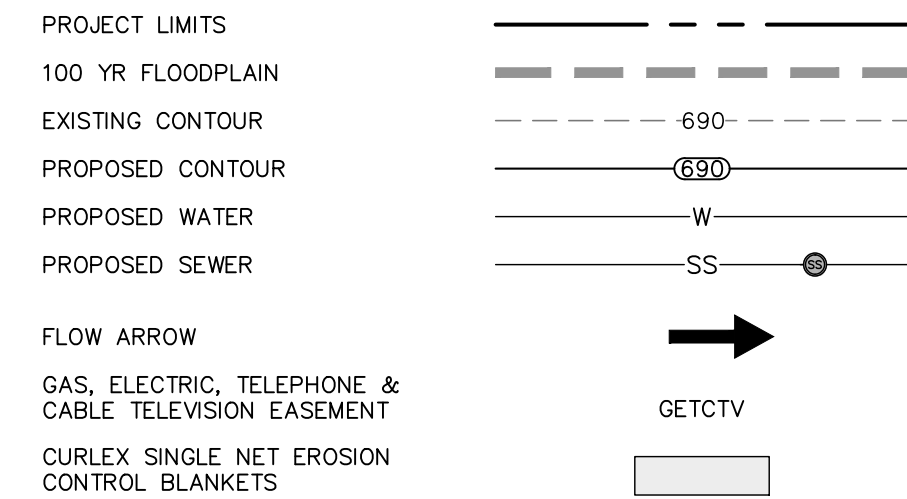 PROJECT LIMITS
100 YR FLOODPLAIN
EXISTING CONTOUR 690
PROPOSED CONTOUR 690
PROPOSED WATER W
PROPOSED SEWER SS SS
FLOW ARROW
GAS, ELECTRIC, TELEPHONE &
CABLE TELEVISION EASEMENT
GETCTV
CURLEX SINGLE NET EROSION
CONTROL BLANKETS